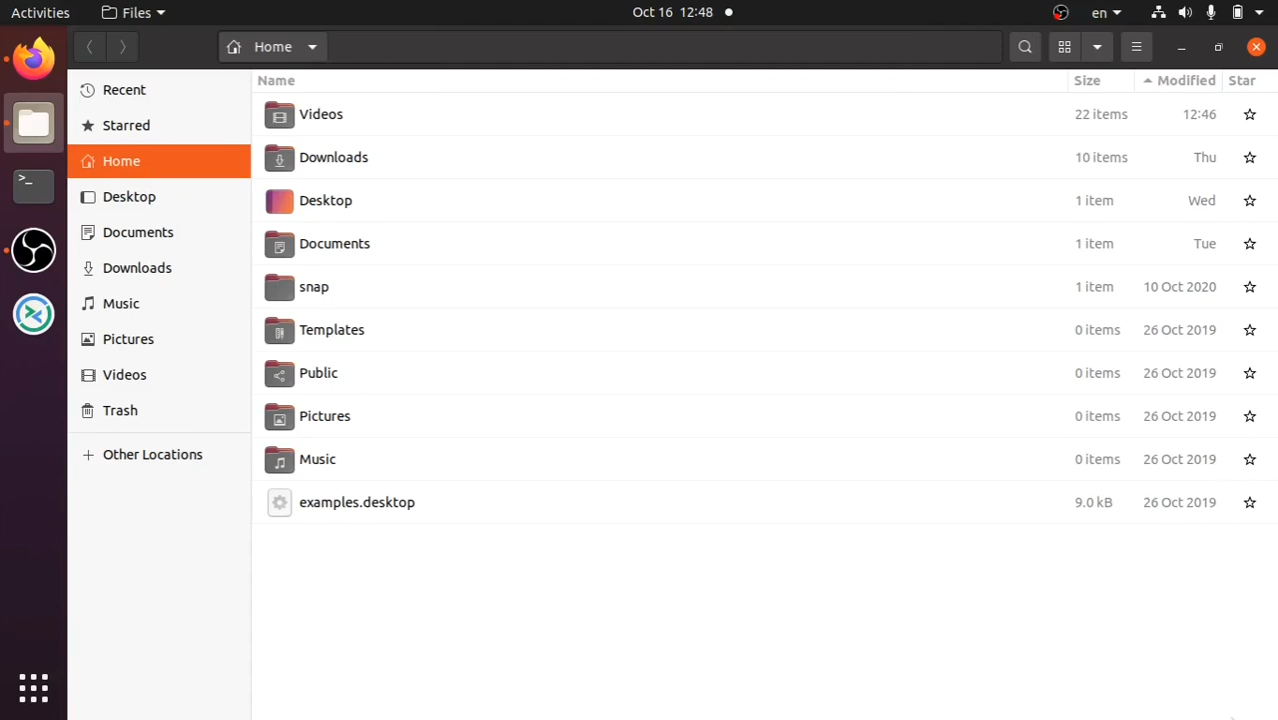 Activities Files Oct 16 12:48 en
Home
Name Size Modified Star
Recent
Starred
Home
Desktop
Documents
Downloads
Music
Pictures
Videos
Trash
Other Locations
Videos 22 items 12:46
Downloads 10 items Thu
Desktop 1 item Wed
Documents 1 item Tue
snap 1 item 10 Oct 2020
Templates 0 items 26 Oct 2019
Public 0 items 26 Oct 2019
Pictures 0 items 26 Oct 2019
Music 0 items 26 Oct 2019
examples.desktop 9.0 kB 26 Oct 2019